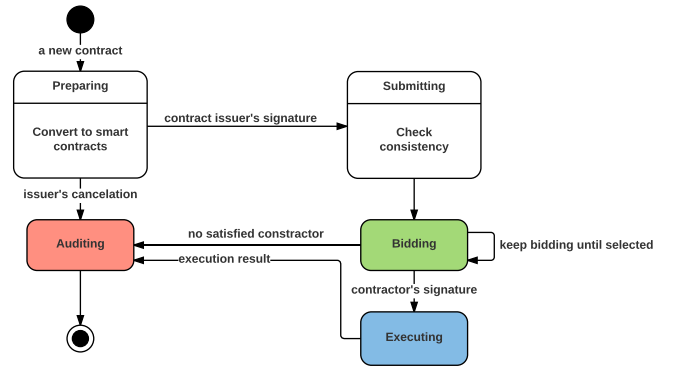 a new contract
Preparing
Submitting
contract issuer's signature
Convert to smart
contracts
Check
consistency
issuer's cancelation
no satisfied constractor
Auditing
Bidding
keep bidding until selected
execution result
contractor's signature
Executing